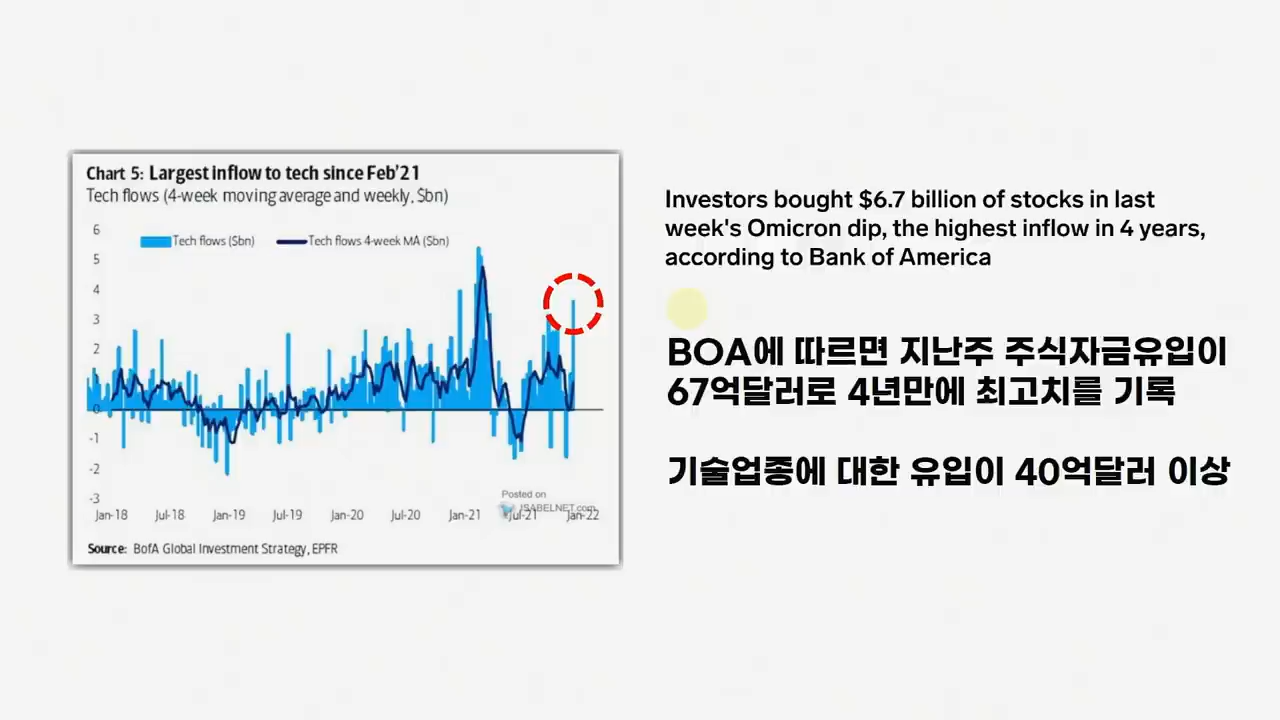 Chart 5: Largest inflow to tech since Feb'21
Tech flows (4-week moving average and weekly, $bn)
6
Tech flows ($bn)
Tech flows 4-week MA ($bn)
5
4
3
2
1
0
-1
-2
-3
Posted on
ISABELNET.com
Jan-18
Jul-18
Jan-19
Jul-19
Jan-20
Jul-20
Jan-21
Jul-21
Jan-22
Source: BofA Global Investment Strategy, EPFR
Investors bought $6.7 billion of stocks in last
week's Omicron dip, the highest inflow in 4 years,
according to Bank of America
BOA에 따르면 지난주 주식자금유입이
67억달러로 4년만에 최고치를 기록
기술업종에 대한 유입이 40억달러 이상